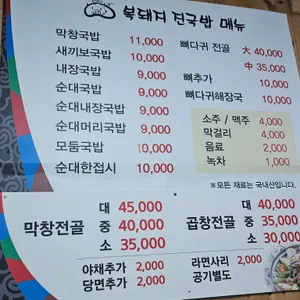 복돼지 진국밥 메뉴
막창국밥 11,000
새끼보국밥 10,000
내장국밥 9,000
순대국밥 9,000
순대내장국밥 9,000
순대머리국밥 9,000
모둠국밥 10,000
순대한접시 10,000
뼈다귀 전골 大 40,000
中 35,000
뼈추가 10,000
뼈다귀해장국 10,000
소주 / 맥주 4,000
막걸리 4,000
음료 2,000
녹차 1,000
※모든 재료는 국내산입니다.
막창전골 대 45,000
중 40,000
소 35,000
야채추가 2,000
당면추가 2,000
곱창전골 대 40,000
중 35,000
소 30,000
라면사리 2,000
공기별도